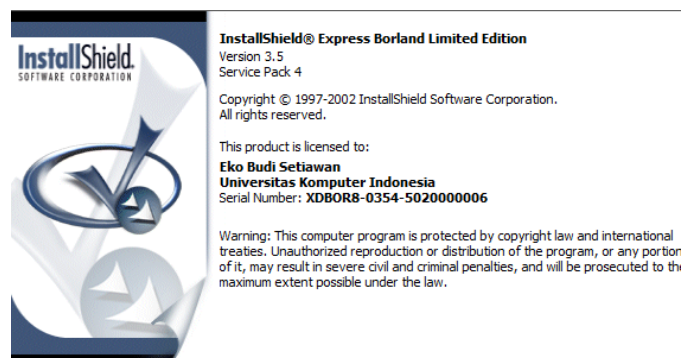 InstallShield.
SOFTWARE CORPORATION
InstallShield® Express Borland Limited Edition
Version 3.5
Service Pack 4
Copyright © 1997-2002 InstallShield Software Corporation.
All rights reserved.
This product is licensed to:
Eko Budi Setiawan
Universitas Komputer Indonesia
Serial Number: XDBOR8-0354-5020000006
Warning: This computer program is protected by copyright law and international
treaties. Unauthorized reproduction or distribution of the program, or any portion
of it, may result in severe civil and criminal penalties, and will be prosecuted to the
maximum extent possible under the law.